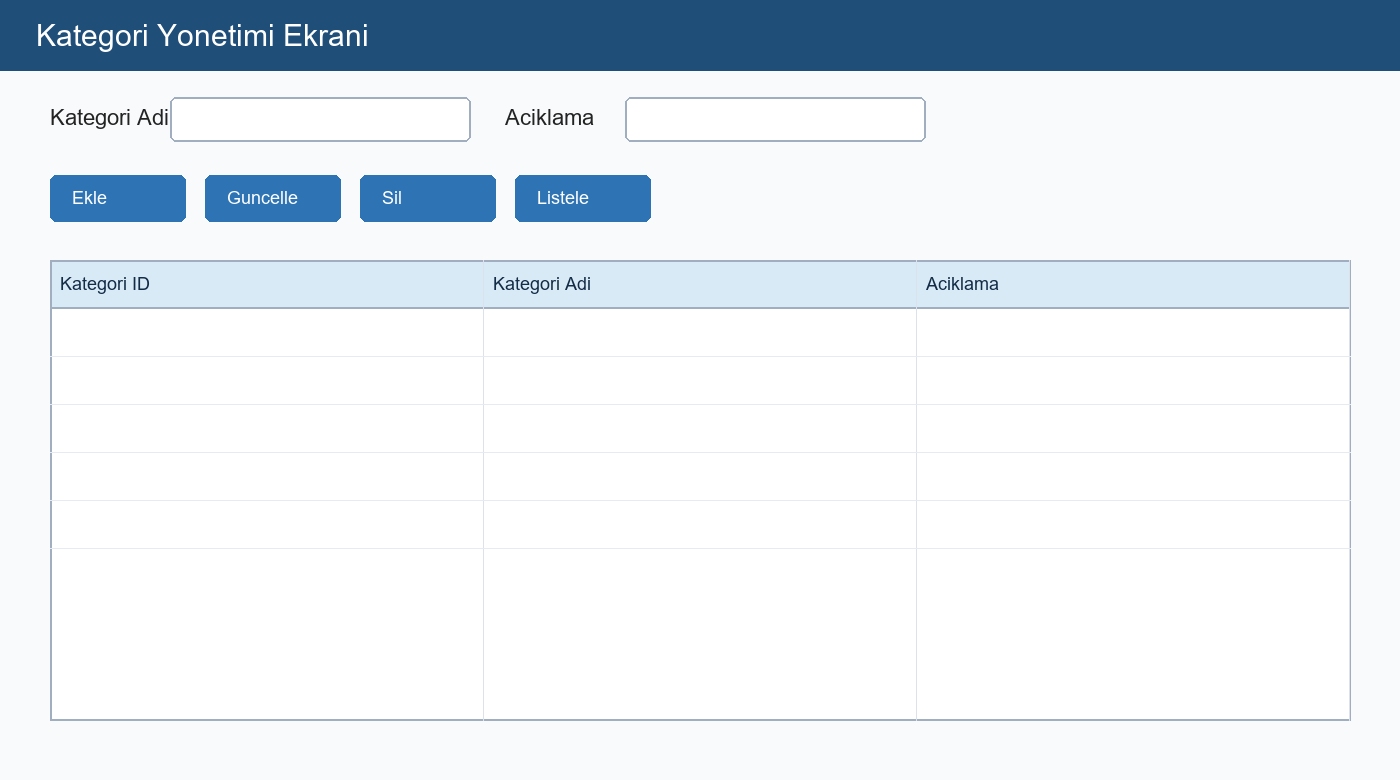 Kategori Yonetimi Ekrani
Kategori Adi Aciklama
Ekle Guncelle Sil Listele
Kategori ID Kategori Adi Aciklama